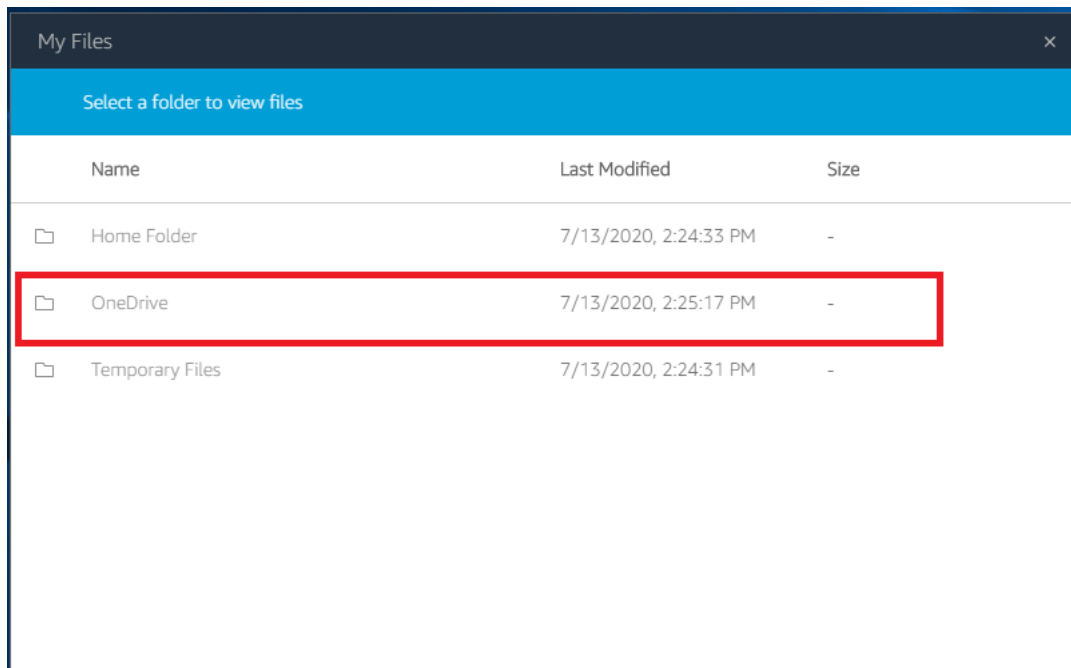 My Files ×
Select a folder to view files
Name Last Modified Size
Home Folder 7/13/2020, 2:24:33 PM -
OneDrive 7/13/2020, 2:25:17 PM -
Temporary Files 7/13/2020, 2:24:31 PM -